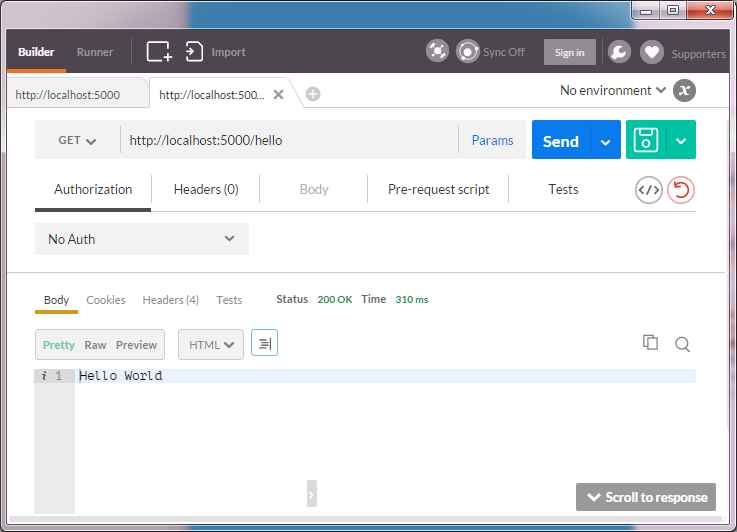 Builder Runner Import Sync Off Sign in Supporters
http://localhost:5000 http://localhost:500... No environment x
GET http://localhost:5000/hello Params Send
Authorization Headers (0) Body Pre-request script Tests </>
No Auth
Body Cookies Headers (4) Tests Status 200 OK Time 310 ms
Pretty Raw Preview HTML
i 1 Hello World
Scroll to response